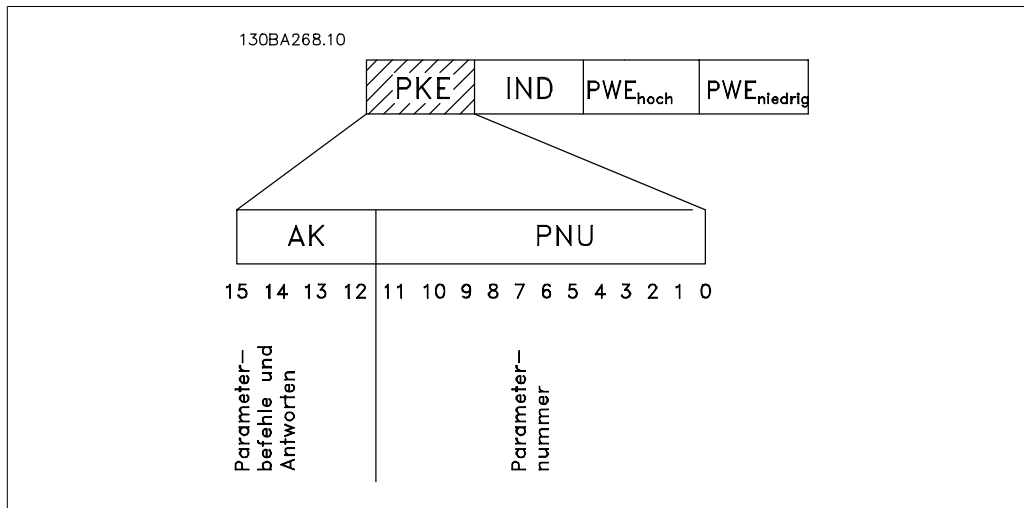 130BA268.10
PKE IND PWEhoch PWEniedrig
AK PNU
15 14 13 12 11 10 9 8 7 6 5 4 3 2 1 0
Parameter–
befehle und
Antworten
Parameter–
nummer